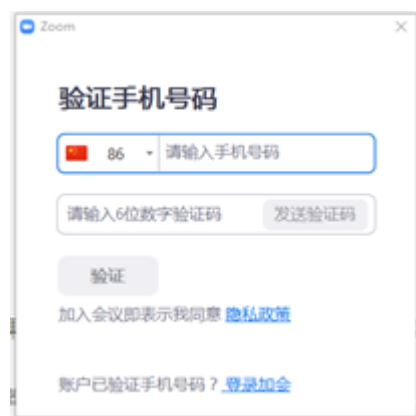 Zoom
验证手机号码
86 请输入手机号码
请输入6位数字验证码 发送验证码
验证
加入会议即表示我同意 隐私政策
账户已验证手机号码？登录加会